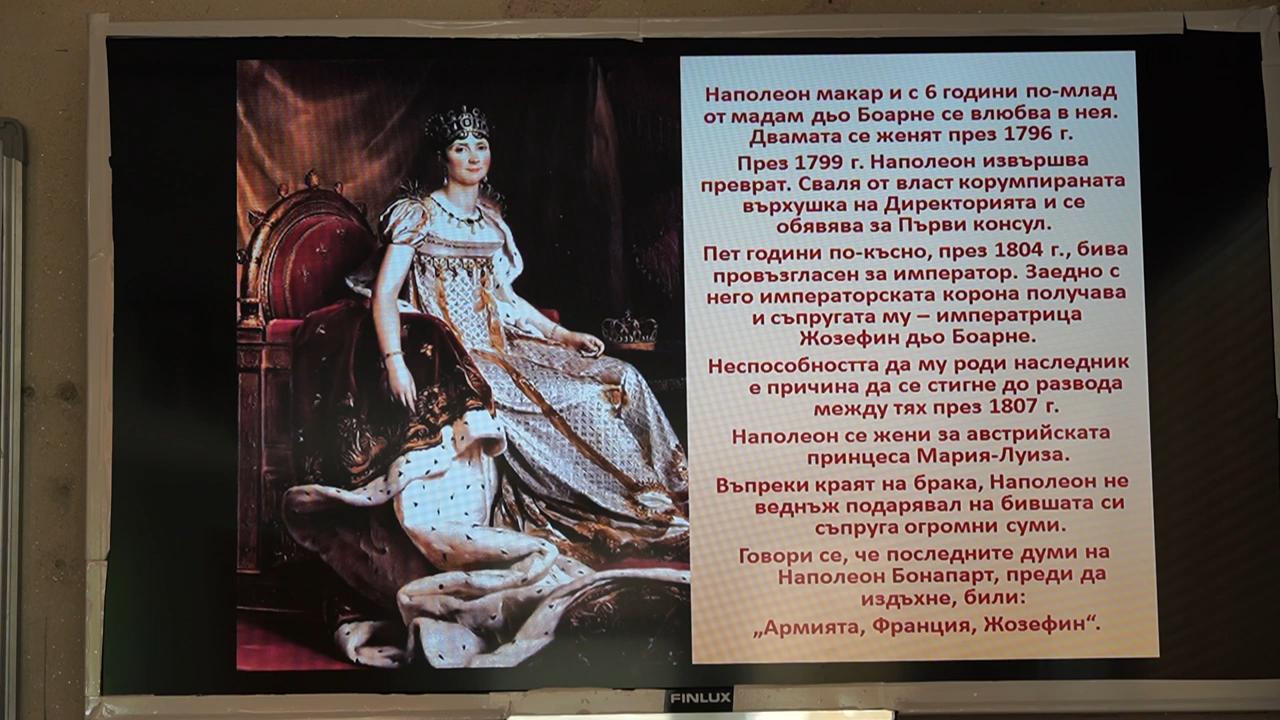 Наполеон макар и с 6 години по-млад
от мадам дьо Боарне се влюбва в нея.
Двамата се женят през 1796 г.
През 1799 г. Наполеон извършва
преврат. Сваля от власт корумпираната
върхушка на Директорията и се
обявява за Първи консул.
Пет години по-късно, през 1804 г., бива
провъзгласен за император. Заедно с
него императорската корона получава
и съпругата му – императрица
Жозефин дьо Боарне.
Неспособността да му роди наследник
е причина да се стигне до развода
между тях през 1807 г.
Наполеон се жени за австрийската
принцеса Мария-Луиза.
Въпреки краят на брака, Наполеон не
веднъж подарявал на бившата си
съпруга огромни суми.
Говори се, че последните думи на
Наполеон Бонапарт, преди да
издъхне, били:
„Армията, Франция, Жозефин“.
FINLUX